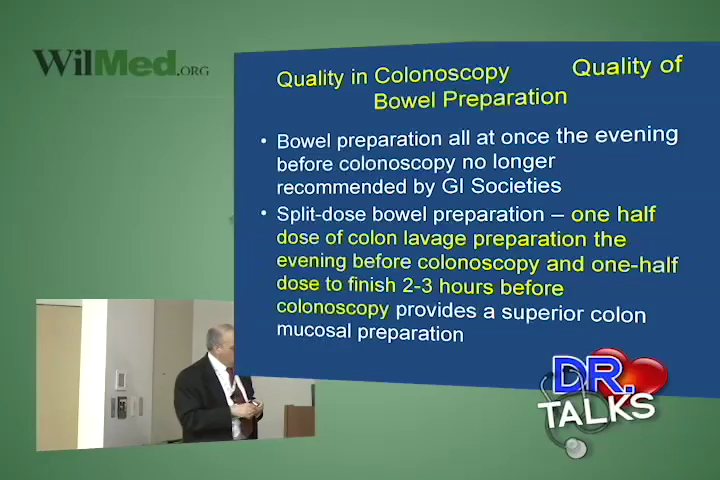 WilMed.ORG
Quality in Colonoscopy Quality of
Bowel Preparation
• Bowel preparation all at once the evening
before colonoscopy no longer
recommended by GI Societies
• Split-dose bowel preparation – one half
dose of colon lavage preparation the
evening before colonoscopy and one-half
dose to finish 2-3 hours before
colonoscopy provides a superior colon
mucosal preparation
DR.
TALKS